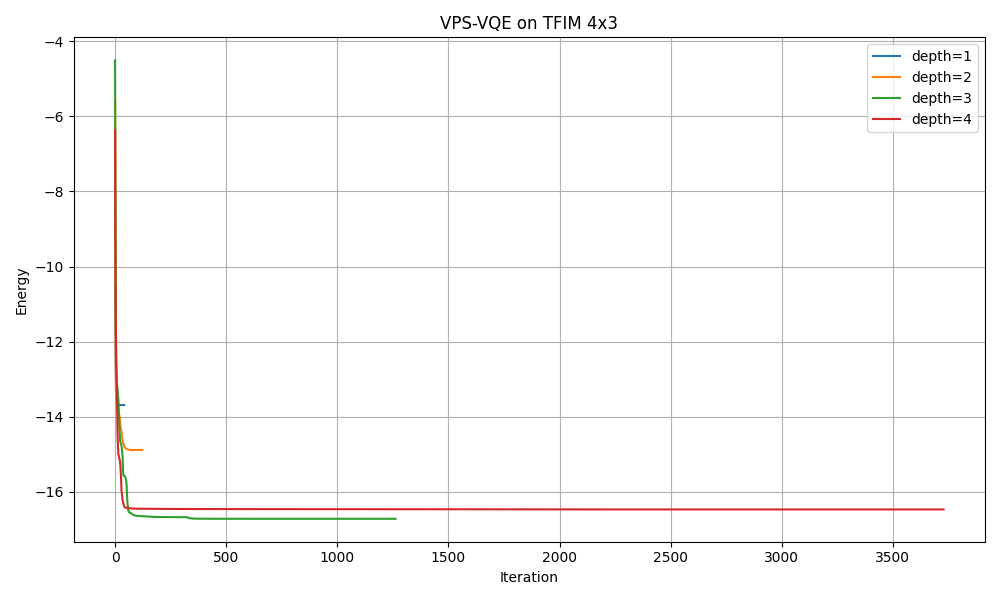 VPS-VQE on TFIM 4x3
depth=1
depth=2
depth=3
depth=4
Energy
−4
−6
−8
−10
−12
−14
−16
0 500 1000 1500 2000 2500 3000 3500
Iteration